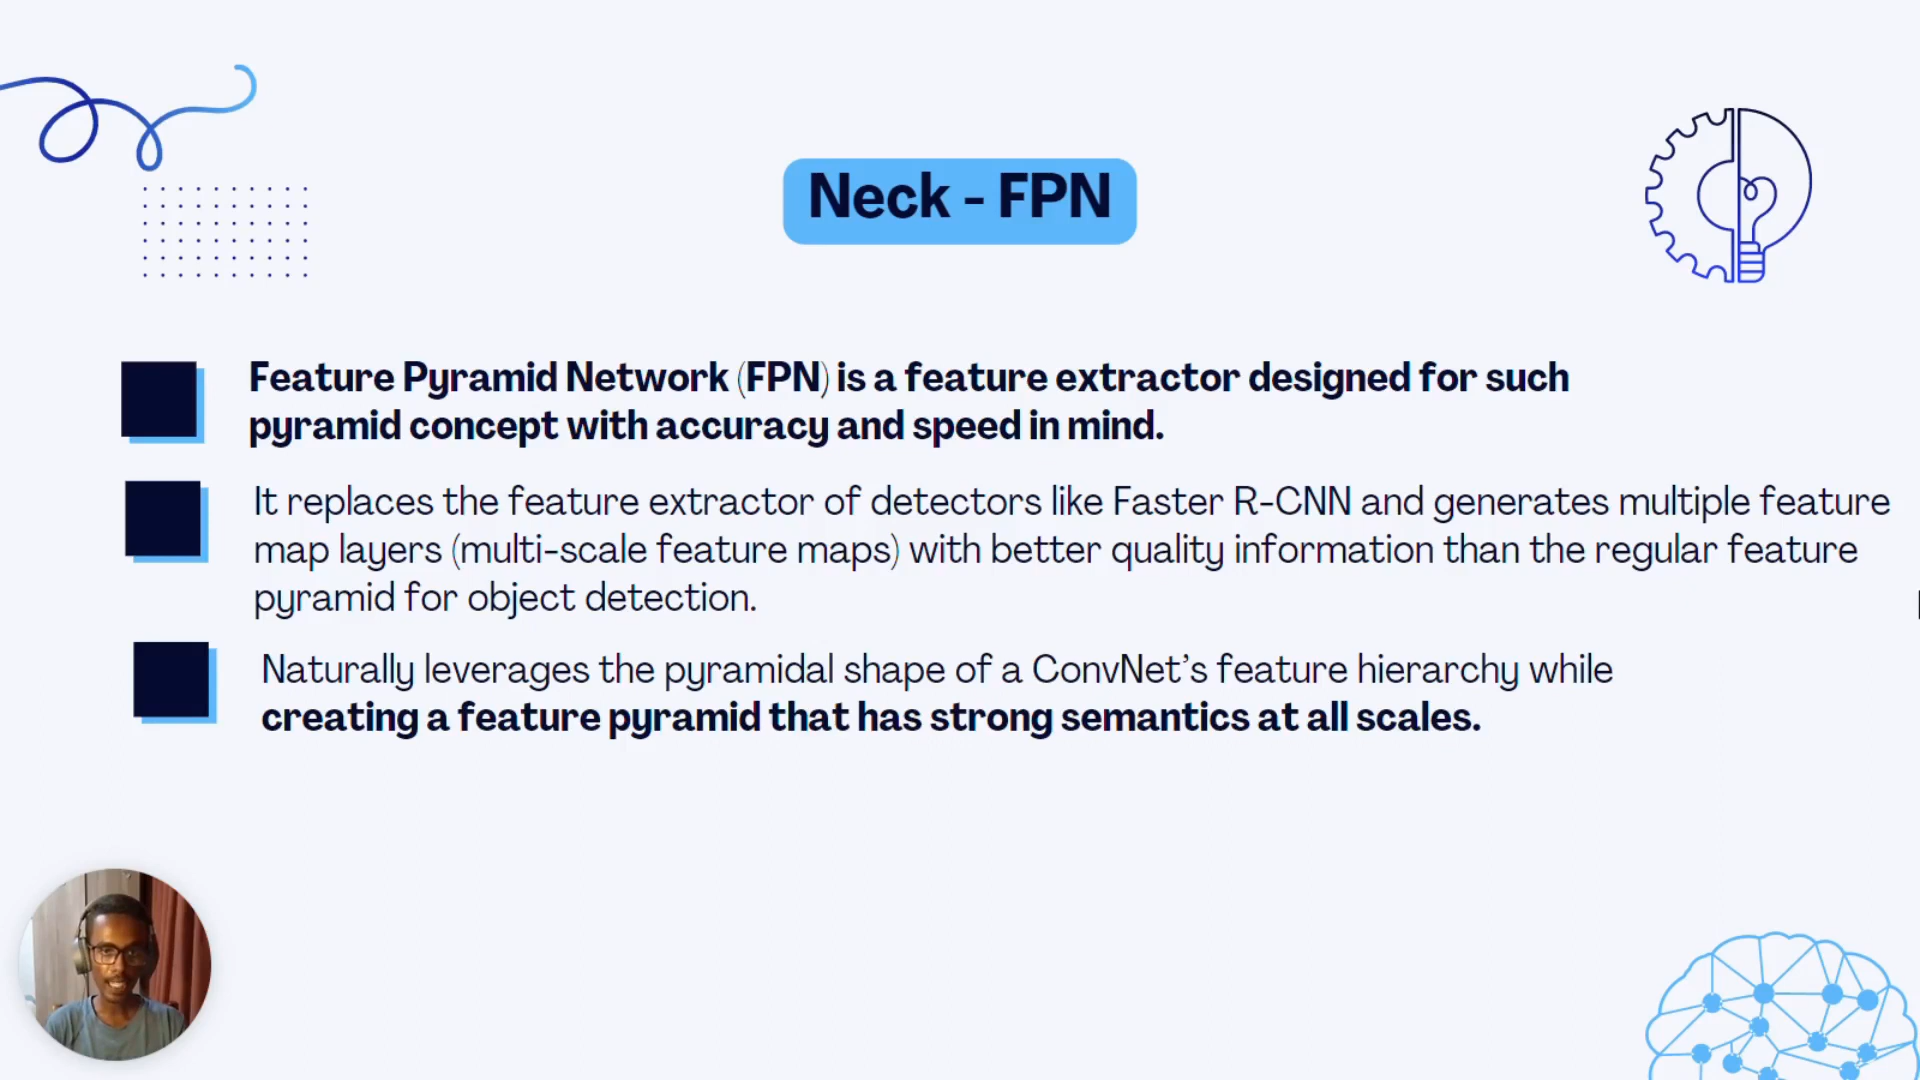 Neck - FPN
Feature Pyramid Network (FPN) is a feature extractor designed for such
pyramid concept with accuracy and speed in mind.
It replaces the feature extractor of detectors like Faster R-CNN and generates multiple feature
map layers (multi-scale feature maps) with better quality information than the regular feature
pyramid for object detection.
Naturally leverages the pyramidal shape of a ConvNet’s feature hierarchy while
creating a feature pyramid that has strong semantics at all scales.